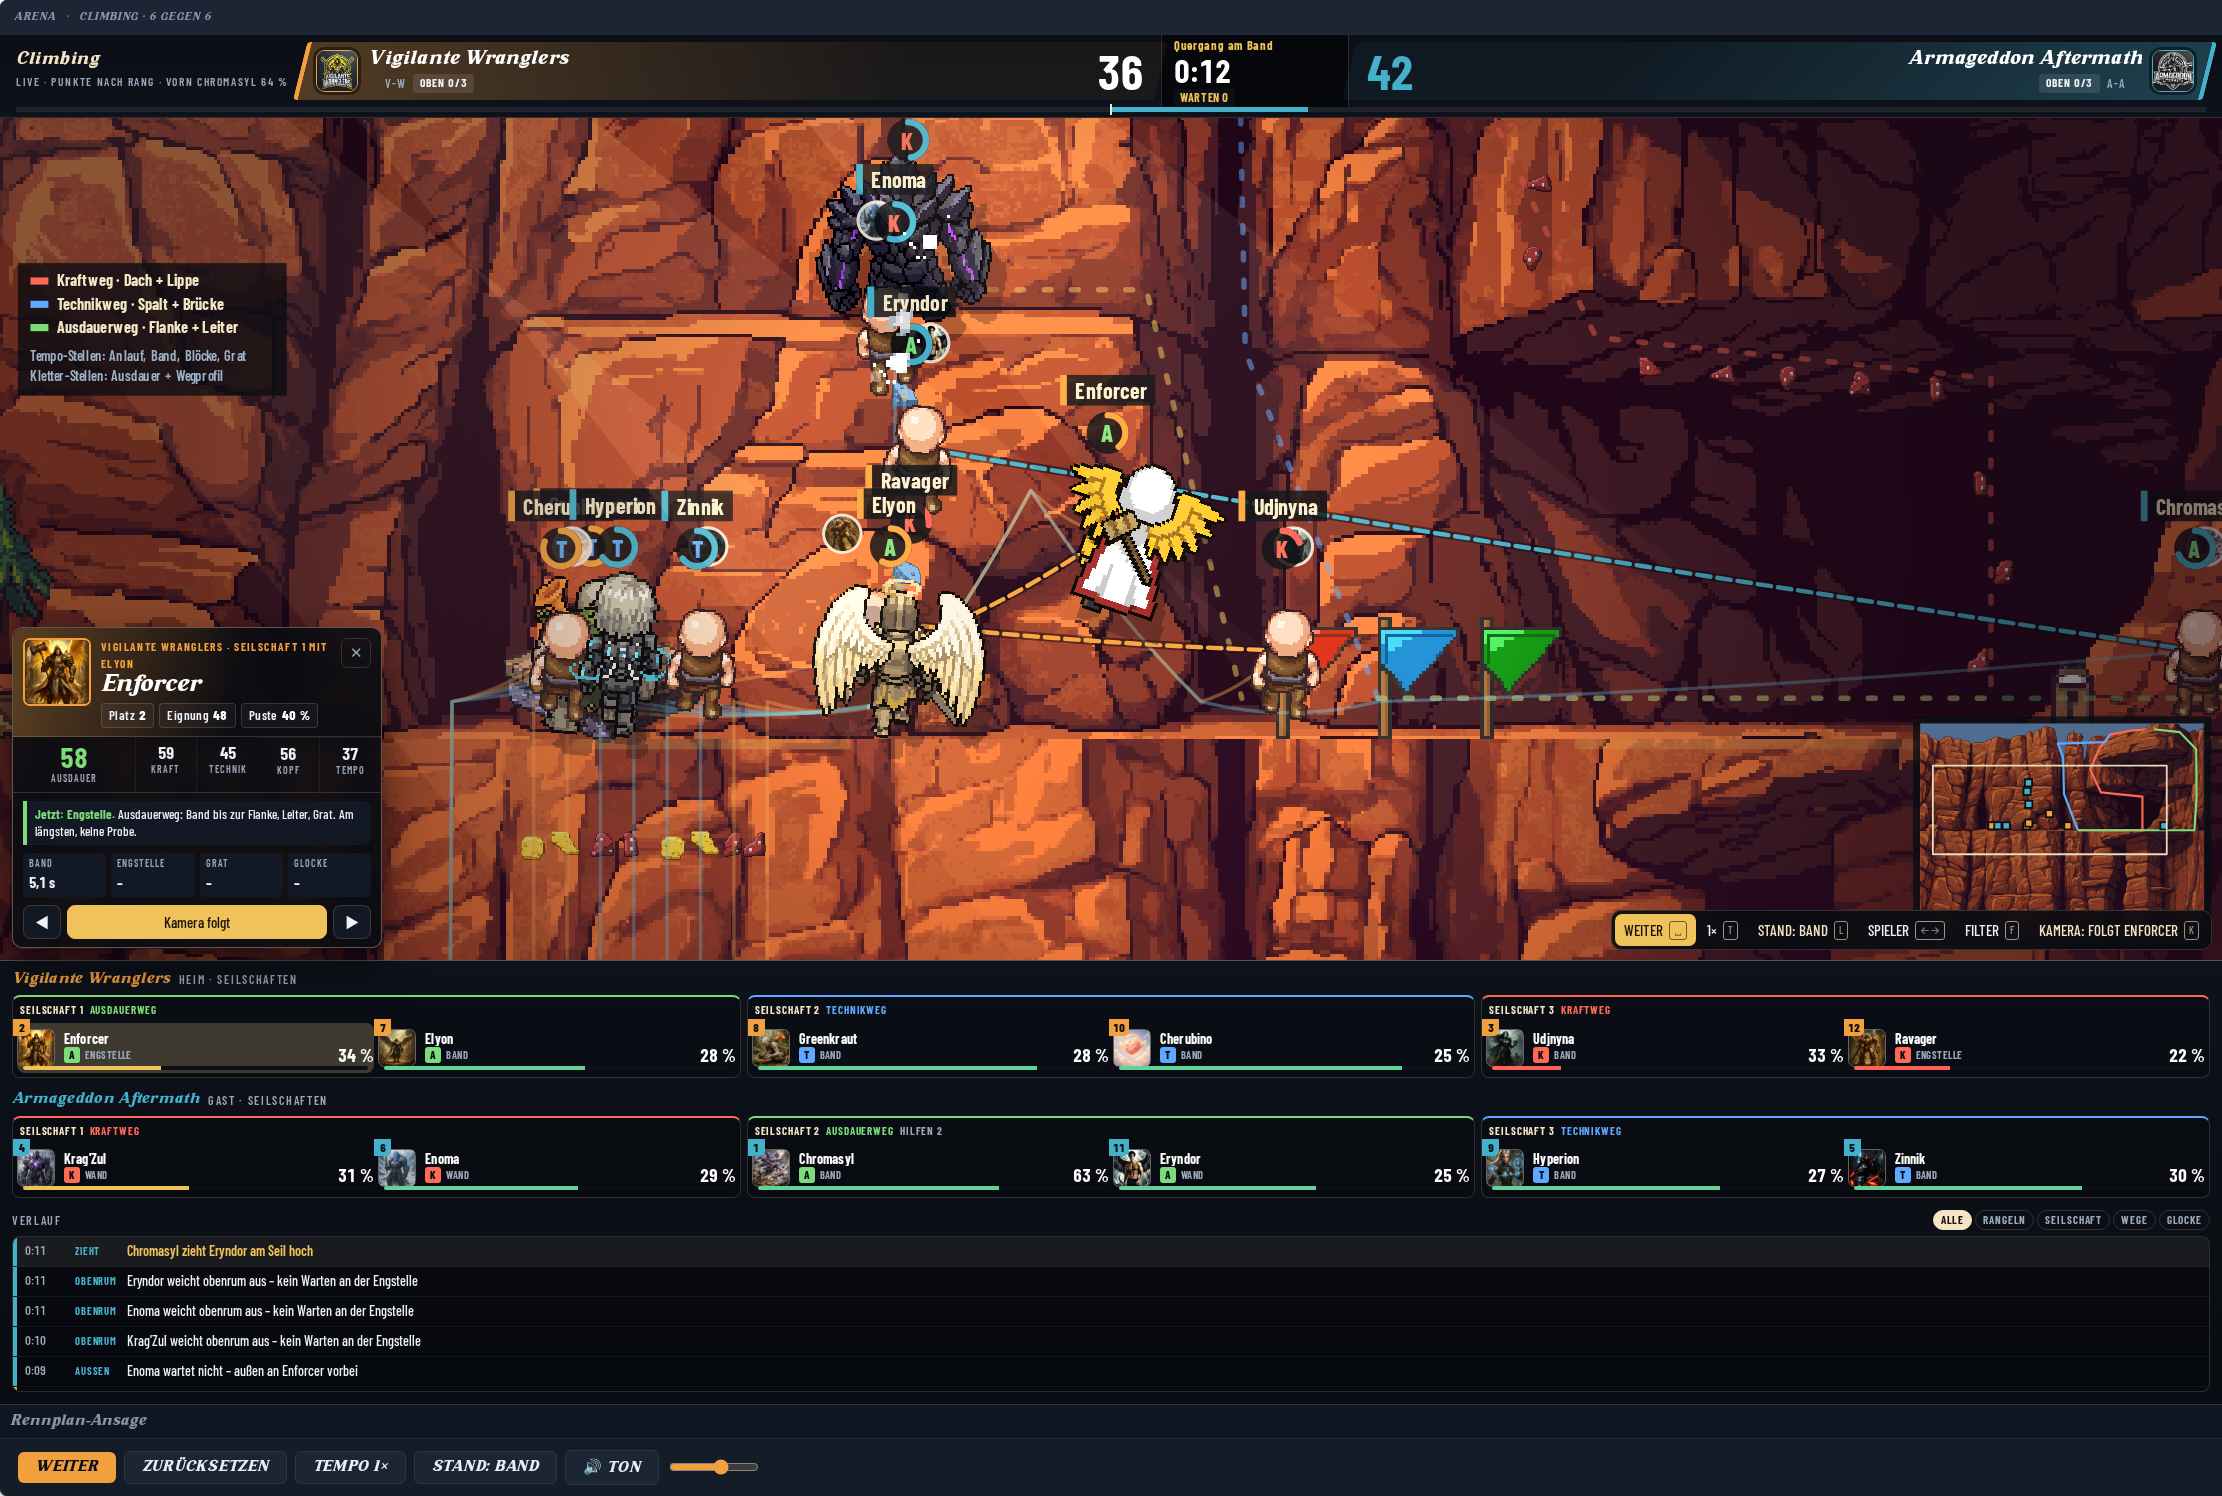 ARENA · CLIMBING · 6 GEGEN 6
Climbing
LIVE · PUNKTE NACH RANG · VORN CHROMASYL 64 %
Vigilante Wranglers
V-W OBEN 0/3
36
Quergang am Band
0:12
WARTEN 0
42
Armageddon Aftermath
OBEN 0/3 A-A
K
Enoma
K
Eryndor
A
Kraftweg · Dach + Lippe
Technikweg · Spalt + Brücke
Ausdauerweg · Flanke + Leiter
Tempo-Stellen: Anlauf, Band, Blöcke, Grat
Kletter-Stellen: Ausdauer + Wegprofil
Enforcer
A
Ravager
Elyon
K
A
Cheru Hyperion Zinnik
T T T T
Udjnyna
K
Chromas
A
VIGILANTE WRANGLERS · SEILSCHAFT 1 MIT
ELYON
Enforcer
Platz 2 Eignung 48 Puste 40 %
58 59 45 56 37
AUSDAUER KRAFT TECHNIK KOPF TEMPO
Jetzt: Engstelle. Ausdauerweg: Band bis zur Flanke, Leiter, Grat. Am
längsten, keine Probe.
BAND ENGSTELLE GRAT GLOCKE
5,1 s – – –
◀ Kamera folgt ▶
WEITER 1× T STAND: BAND L SPIELER ←→ FILTER F KAMERA: FOLGT ENFORCER K
Vigilante Wranglers HEIM · SEILSCHAFTEN
SEILSCHAFT 1 AUSDAUERWEG
2 Enforcer A ENGSTELLE 34 %
7 Elyon A BAND 28 %
SEILSCHAFT 2 TECHNIKWEG
8 Greenkraut T BAND 28 %
10 Cherubino T BAND 25 %
SEILSCHAFT 3 KRAFTWEG
3 Udjnyna K BAND 33 %
12 Ravager K ENGSTELLE 22 %
Armageddon Aftermath GAST · SEILSCHAFTEN
SEILSCHAFT 1 KRAFTWEG
4 Krag'Zul K WAND 31 %
6 Enoma K WAND 29 %
SEILSCHAFT 2 AUSDAUERWEG HILFEN 2
1 Chromasyl A BAND 63 %
11 Eryndor A WAND 25 %
SEILSCHAFT 3 TECHNIKWEG
9 Hyperion T BAND 27 %
5 Zinnik T BAND 30 %
VERLAUF
ALLE RANGELN SEILSCHAFT WEGE GLOCKE
0:11 ZIEHT Chromasyl zieht Eryndor am Seil hoch
0:11 OBENRUM Eryndor weicht obenrum aus – kein Warten an der Engstelle
0:11 OBENRUM Enoma weicht obenrum aus – kein Warten an der Engstelle
0:10 OBENRUM Krag'Zul weicht obenrum aus – kein Warten an der Engstelle
0:09 AUSSEN Enoma wartet nicht – außen an Enforcer vorbei
Rennplan-Ansage
WEITER ZURÜCKSETZEN TEMPO 1× STAND: BAND TON